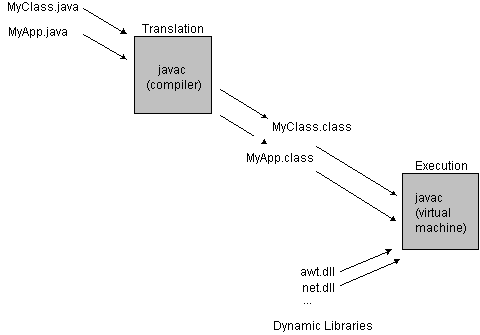 MyClass.java
MyApp.java
Translation
javac
(compiler)
MyClass.class
MyApp.class
Execution
javac
(virtual
machine)
awt.dll
net.dll
...
Dynamic Libraries